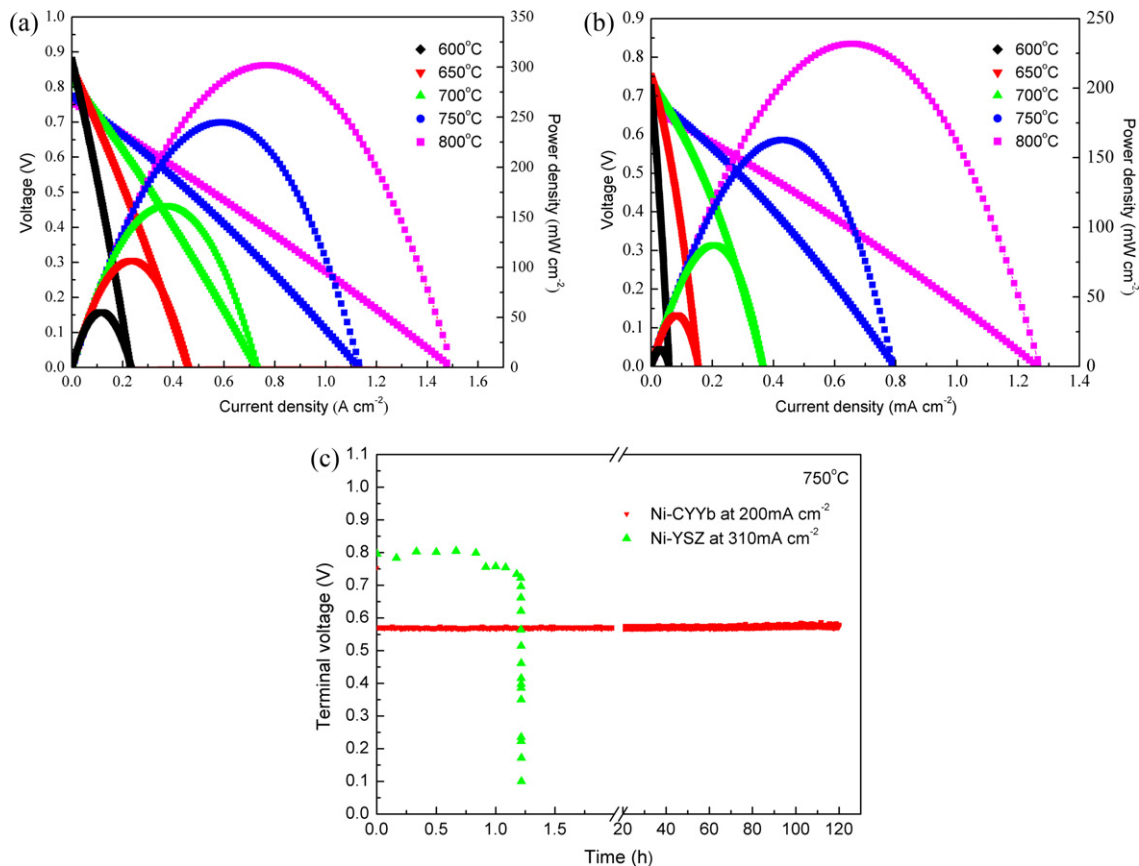 (a)
1.0
0.9
0.8
0.7
0.6
0.5
0.4
0.3
0.2
0.1
0.0
Voltage (V)
350
300
250
200
150
100
50
0
Power density (mW cm⁻²)
600°C
650°C
700°C
750°C
800°C
0.0 0.2 0.4 0.6 0.8 1.0 1.2 1.4 1.6
Current density (A cm⁻²)
(b)
0.9
0.8
0.7
0.6
0.5
0.4
0.3
0.2
0.1
0.0
Voltage (V)
250
200
150
100
50
0
Power density (mW cm⁻²)
600°C
650°C
700°C
750°C
800°C
0.0 0.2 0.4 0.6 0.8 1.0 1.2 1.4
Current density (mA cm⁻²)
(c)
1.1
1.0
0.9
0.8
0.7
0.6
0.5
0.4
0.3
0.2
0.1
0.0
Terminal voltage (V)
750°C
Ni-CYYb at 200mA cm⁻²
Ni-YSZ at 310mA cm⁻²
0.0 0.5 1.0 1.5 20 40 60 80 100 120
Time (h)